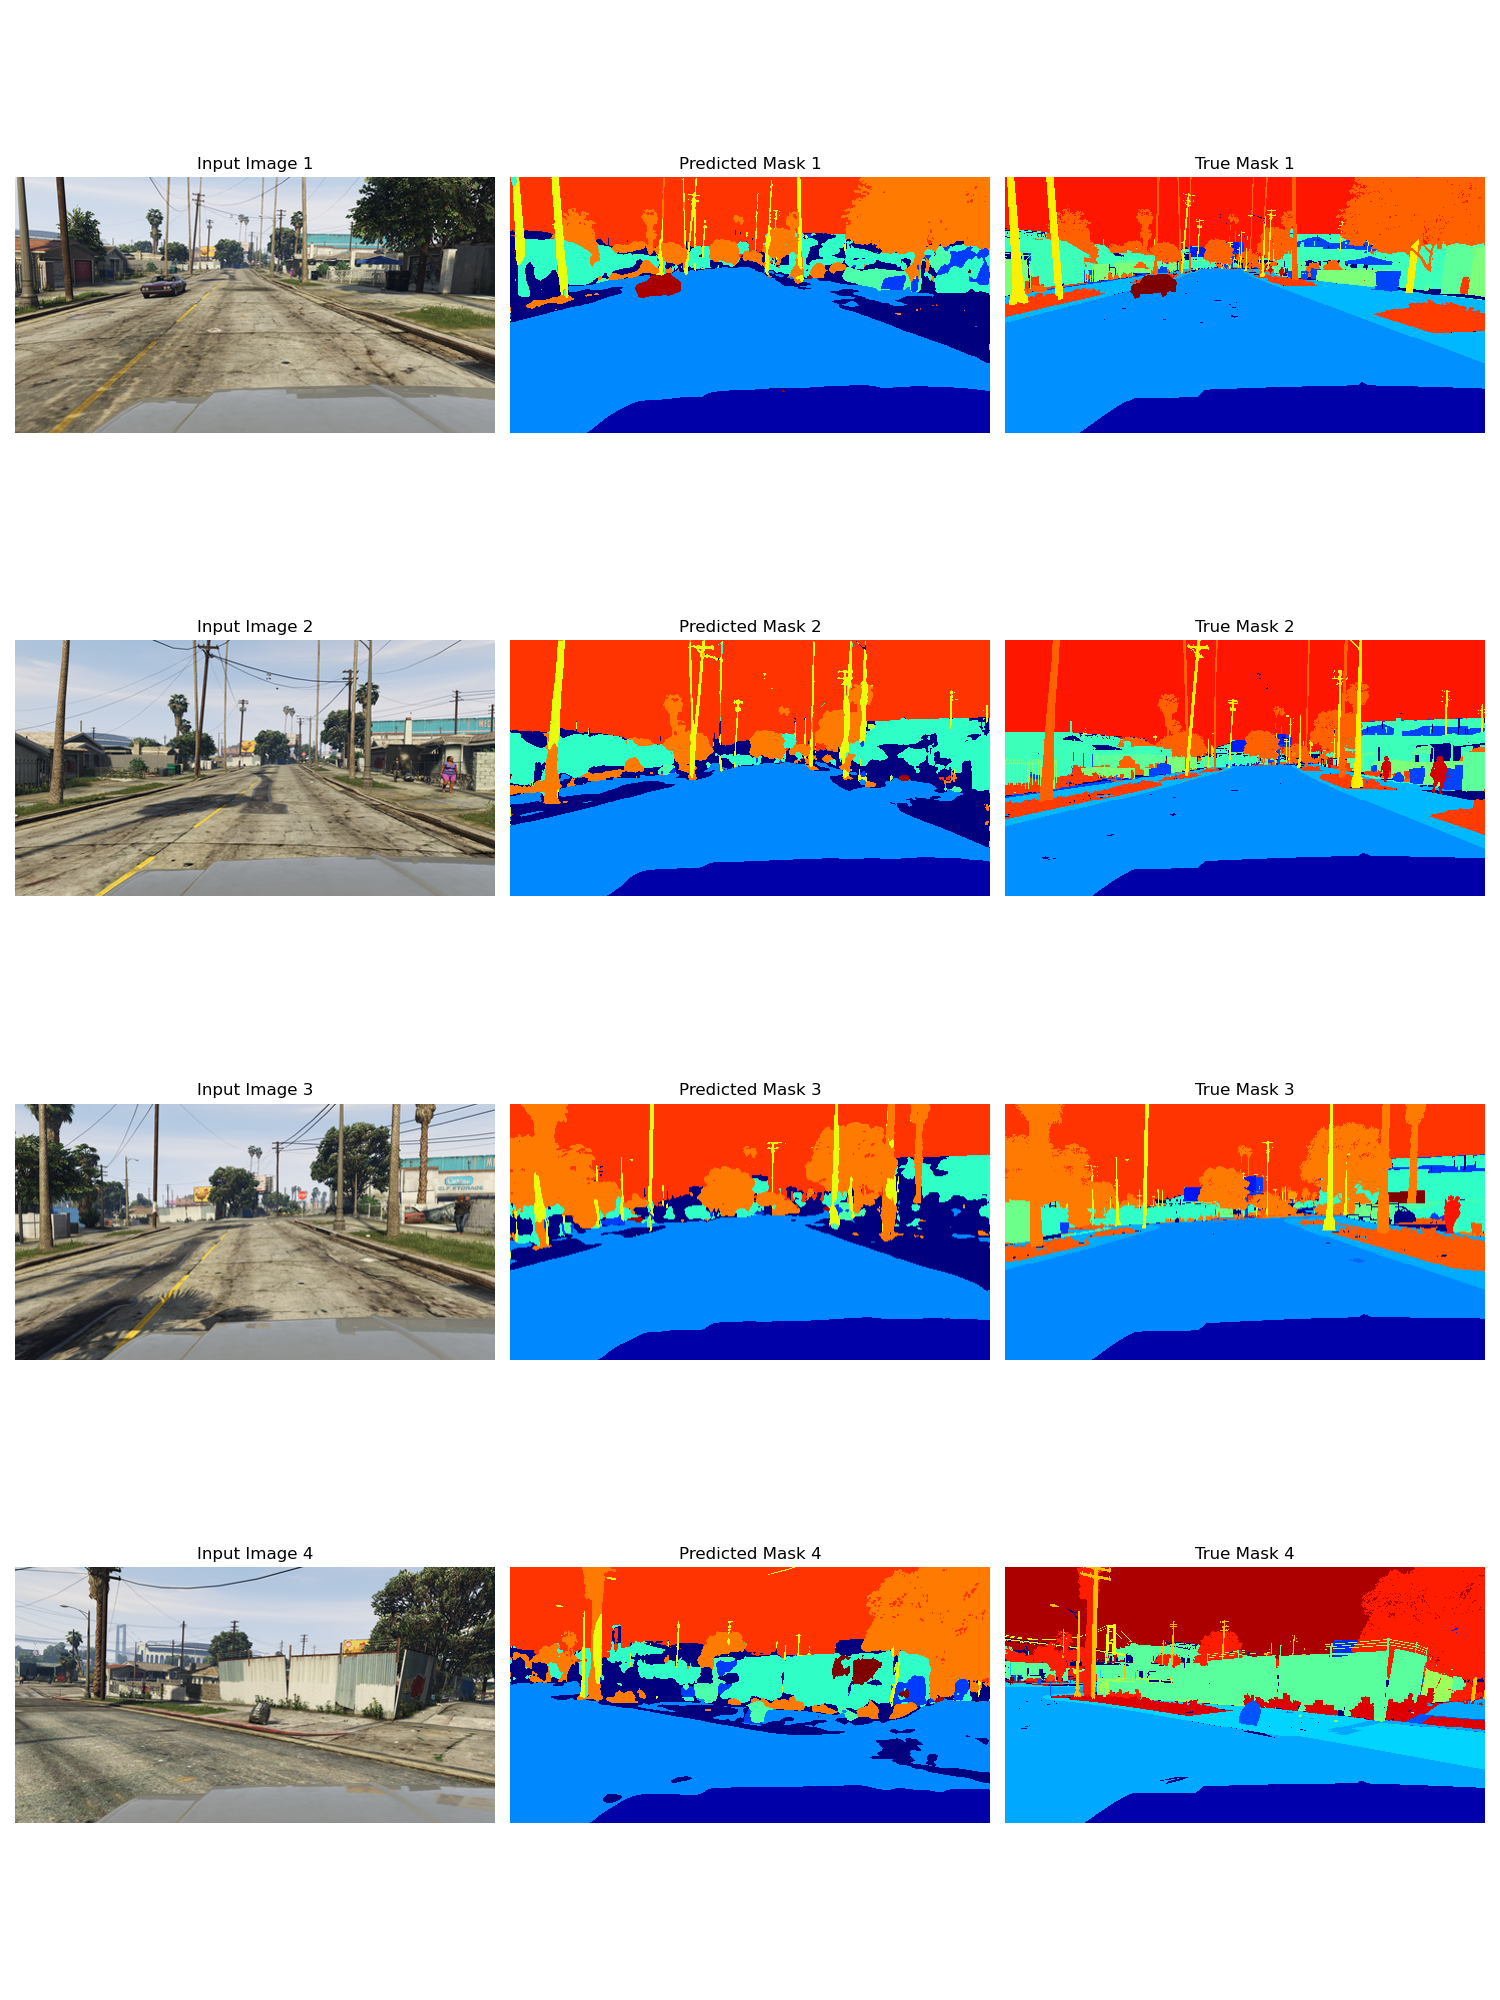 Input Image 1
Predicted Mask 1
True Mask 1
Input Image 2
Predicted Mask 2
True Mask 2
Input Image 3
Predicted Mask 3
True Mask 3
Input Image 4
Predicted Mask 4
True Mask 4